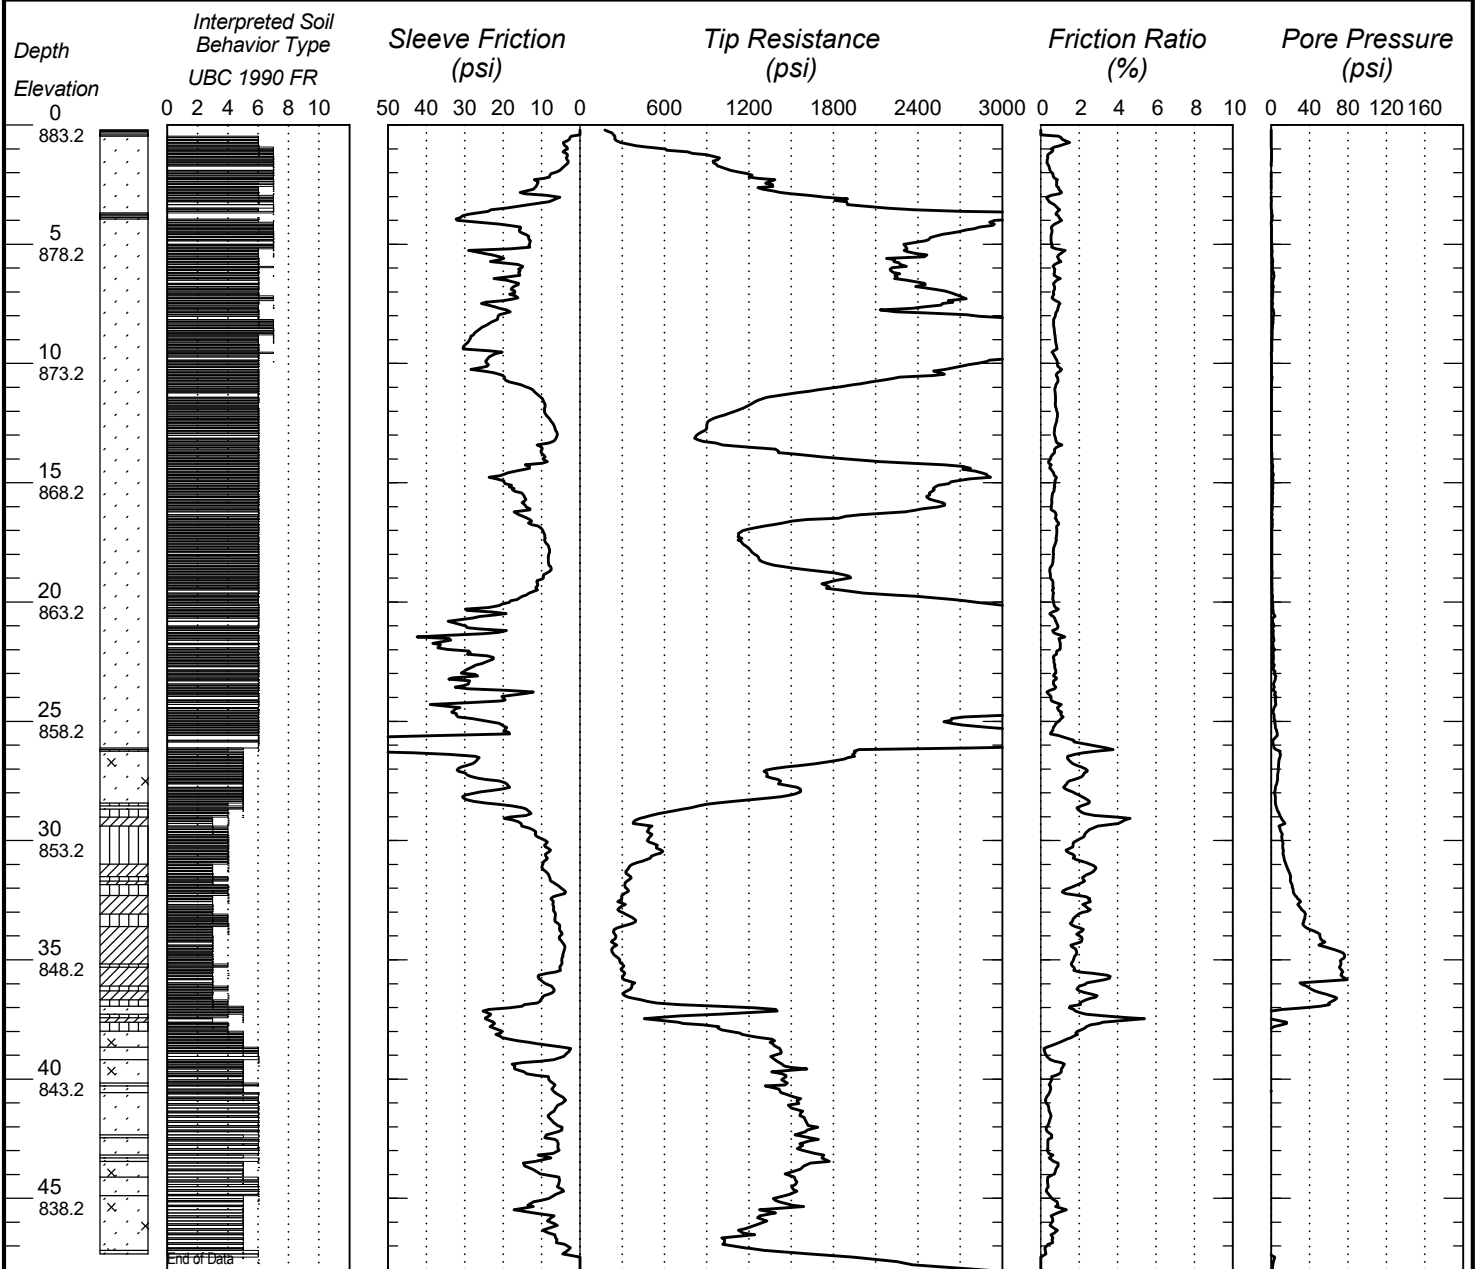 Depth
Elevation
Interpreted Soil
Behavior Type
UBC 1990 FR
Sleeve Friction
(psi)
Tip Resistance
(psi)
Friction Ratio
(%)
Pore Pressure
(psi)
0 2 4 6 8 10
50 40 30 20 10 0
600 1200 1800 2400 3000
0 2 4 6 8 10
0 40 80 120 160
0
883.2
5
878.2
10
873.2
15
868.2
20
863.2
25
858.2
30
853.2
35
848.2
40
843.2
45
838.2
End of Data